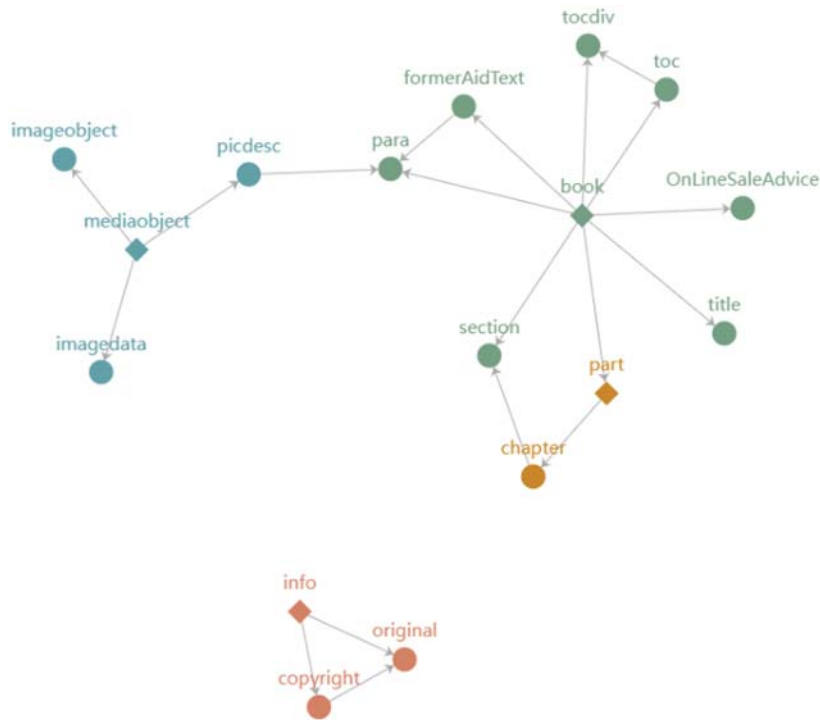 tocdiv
toc
formerAidText
imageobject
para
picdesc
book
OnLineSaleAdvice
mediaobject
title
section
imagedata
part
chapter
info
original
copyright